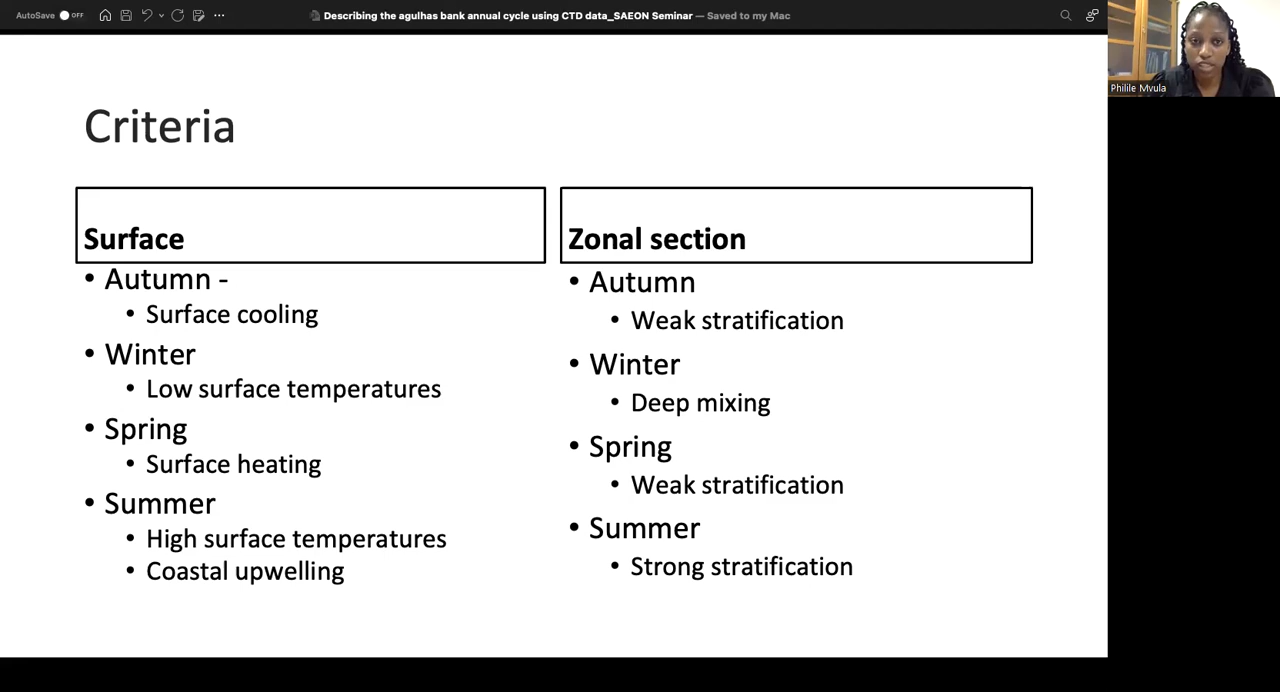 AutoSave OFF
Describing the agulhas bank annual cycle using CTD data_SAEON Seminar — Saved to my Mac
Philile Mvula
Criteria
Surface
• Autumn -
• Surface cooling
• Winter
• Low surface temperatures
• Spring
• Surface heating
• Summer
• High surface temperatures
• Coastal upwelling
Zonal section
• Autumn
• Weak stratification
• Winter
• Deep mixing
• Spring
• Weak stratification
• Summer
• Strong stratification